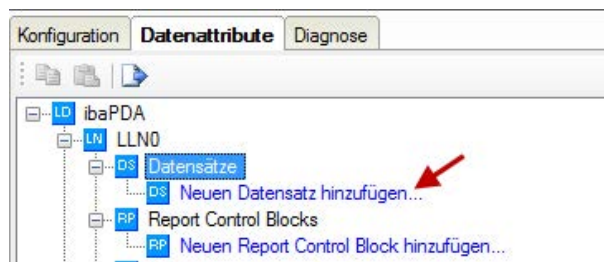 Konfiguration Datenattribute Diagnose
LD ibaPDA
LN LLN0
DS Datensätze
DS Neuen Datensatz hinzufügen...
RP Report Control Blocks
RP Neuen Report Control Block hinzufügen...